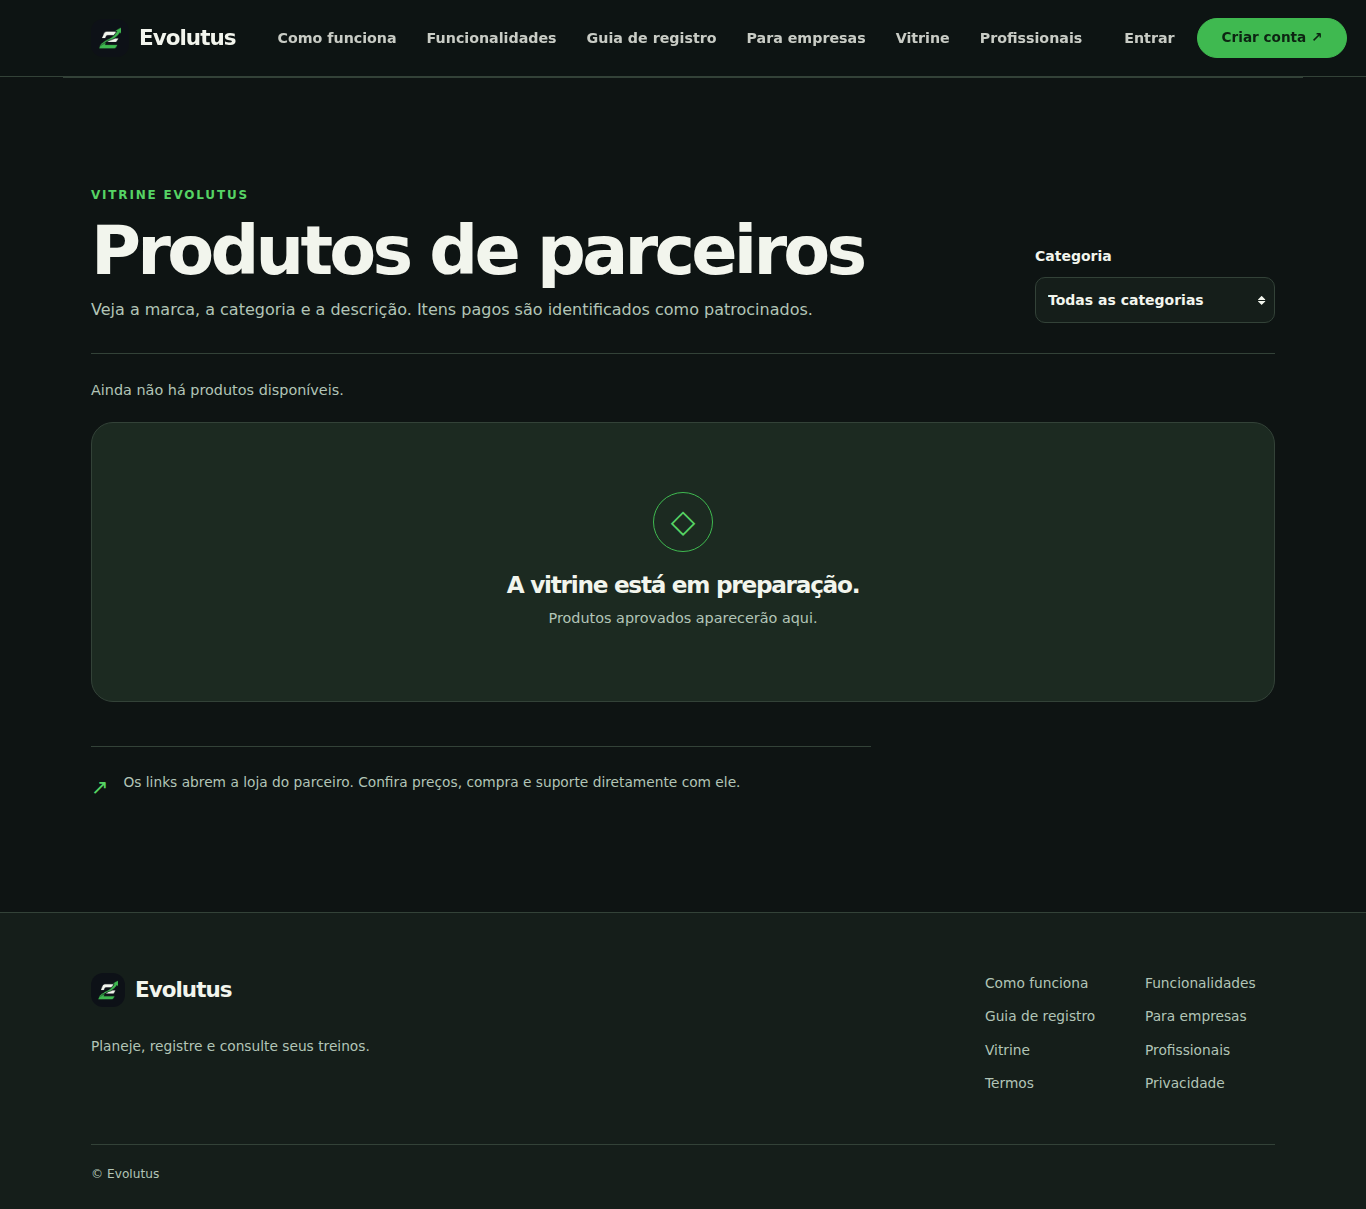 Evolutus
Como funciona
Funcionalidades
Guia de registro
Para empresas
Vitrine
Profissionais
Entrar
Criar conta ↗
VITRINE EVOLUTUS
Produtos de parceiros
Veja a marca, a categoria e a descrição. Itens pagos são identificados como patrocinados.
Categoria
Todas as categorias
Ainda não há produtos disponíveis.
A vitrine está em preparação.
Produtos aprovados aparecerão aqui.
↗ Os links abrem a loja do parceiro. Confira preços, compra e suporte diretamente com ele.
Evolutus
Planeje, registre e consulte seus treinos.
Como funciona
Funcionalidades
Guia de registro
Para empresas
Vitrine
Profissionais
Termos
Privacidade
© Evolutus